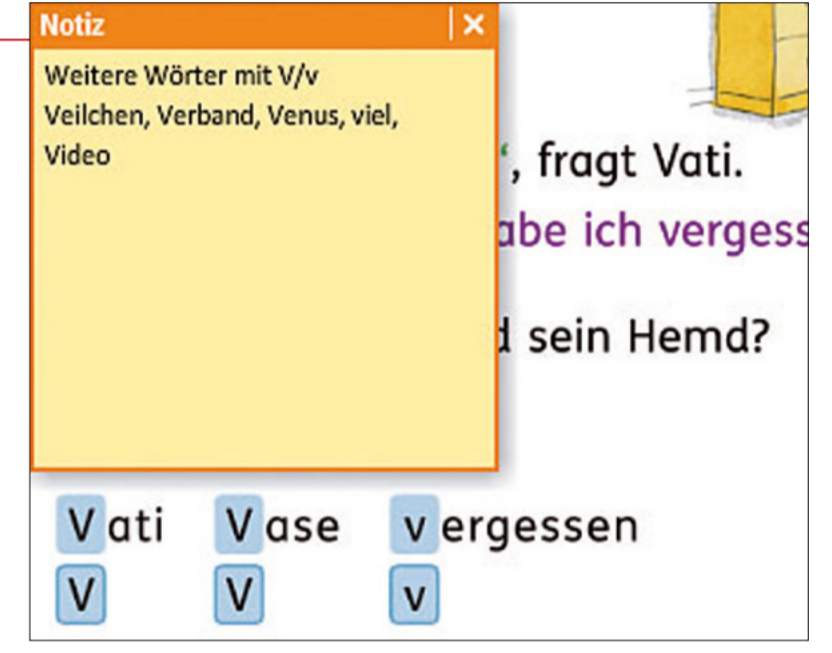 Notiz
Weitere Wörter mit V/v
Veilchen, Verband, Venus, viel,
Video
‘, fragt Vati.
abe ich vergess
d sein Hemd?
Vati Vase vergessen
V V v